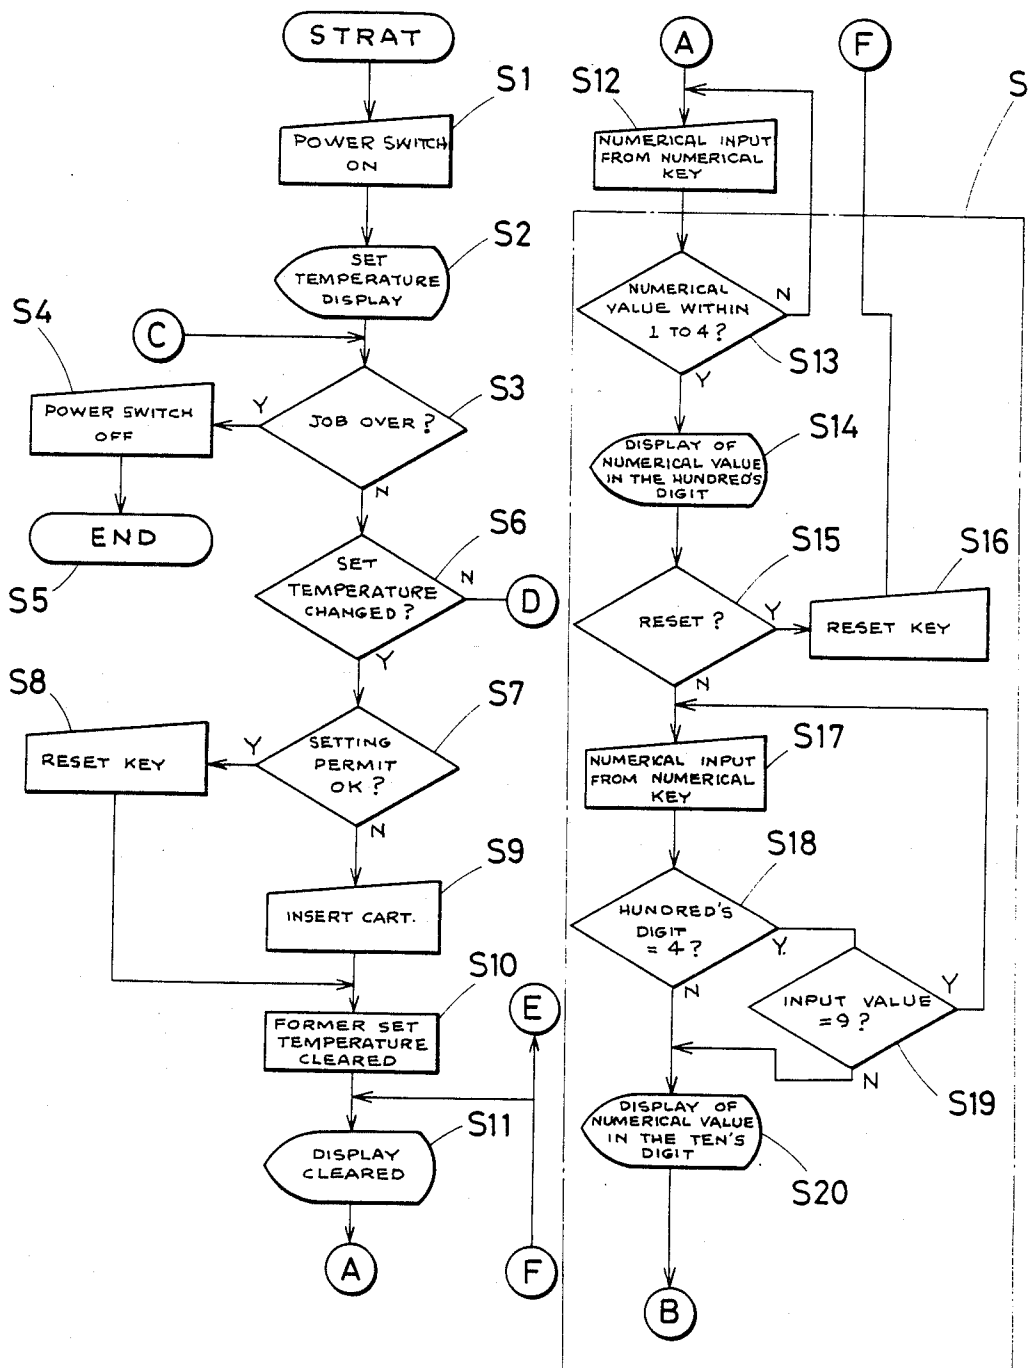 STRAT
S1
POWER SWITCH
ON
S2
SET
TEMPERATURE
DISPLAY
C
S4
POWER SWITCH
OFF
Y
S3
JOB OVER?
N
END
S5
S6
SET
TEMPERATURE
CHANGED?
N
D
Y
S8
RESET KEY
Y
S7
SETTING
PERMIT
OK?
N
S9
INSERT CART.
S10
FORMER SET
TEMPERATURE
CLEARED
E
S11
DISPLAY
CLEARED
A
F
A
F
S
S12
NUMERICAL INPUT
FROM NUMERICAL
KEY
NUMERICAL
VALUE WITHIN
1 TO 4?
N
S13
Y
S14
DISPLAY OF
NUMERICAL VALUE
IN THE HUNDRED'S
DIGIT
S15
RESET?
Y
S16
RESET KEY
N
S17
NUMERICAL INPUT
FROM NUMERICAL
KEY
S18
HUNDRED'S
DIGIT
= 4?
Y.
N
INPUT VALUE
=9?
Y
N
S19
DISPLAY OF
NUMERICAL VALUE
IN THE TEN'S
DIGIT
S20
B